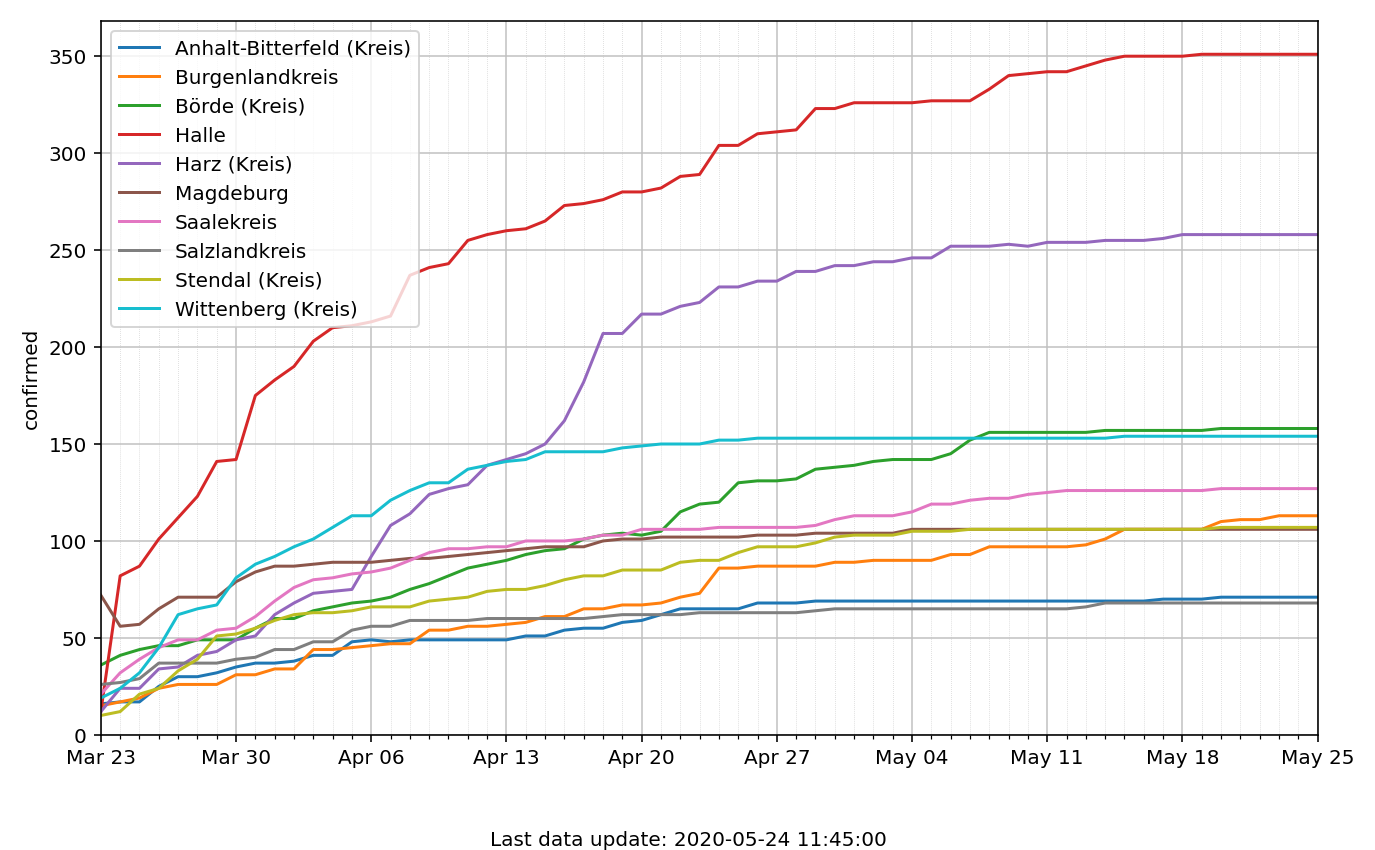 350
300
250
200
150
100
50
0
confirmed
Anhalt-Bitterfeld (Kreis)
Burgenlandkreis
Börde (Kreis)
Halle
Harz (Kreis)
Magdeburg
Saalekreis
Salzlandkreis
Stendal (Kreis)
Wittenberg (Kreis)
Mar 23 Mar 30 Apr 06 Apr 13 Apr 20 Apr 27 May 04 May 11 May 18 May 25
Last data update: 2020-05-24 11:45:00